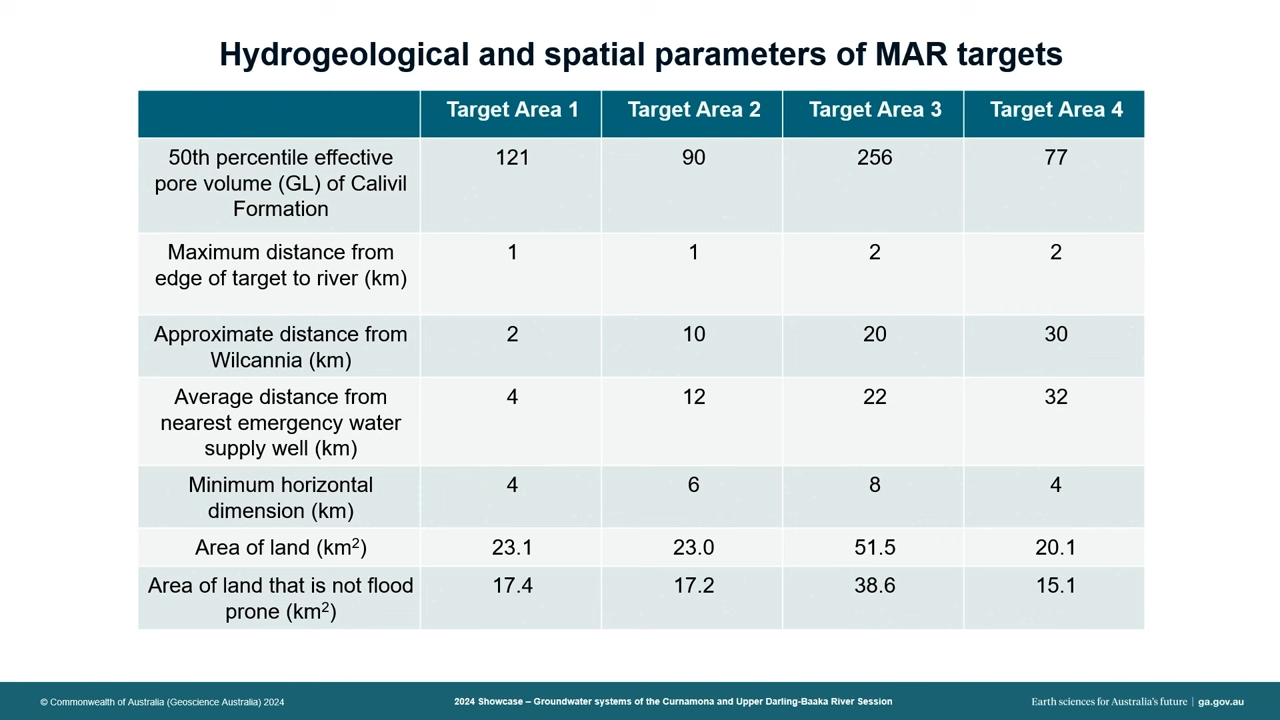 Hydrogeological and spatial parameters of MAR targets
Target Area 1 Target Area 2 Target Area 3 Target Area 4
50th percentile effective
pore volume (GL) of Calivil
Formation
121 90 256 77
Maximum distance from
edge of target to river (km)
1 1 2 2
Approximate distance from
Wilcannia (km)
2 10 20 30
Average distance from
nearest emergency water
supply well (km)
4 12 22 32
Minimum horizontal
dimension (km)
4 6 8 4
Area of land (km²) 23.1 23.0 51.5 20.1
Area of land that is not flood
prone (km²)
17.4 17.2 38.6 15.1
© Commonwealth of Australia (Geoscience Australia) 2024
2024 Showcase – Groundwater systems of the Curnamona and Upper Darling-Baaka River Session
Earth sciences for Australia's future | ga.gov.au